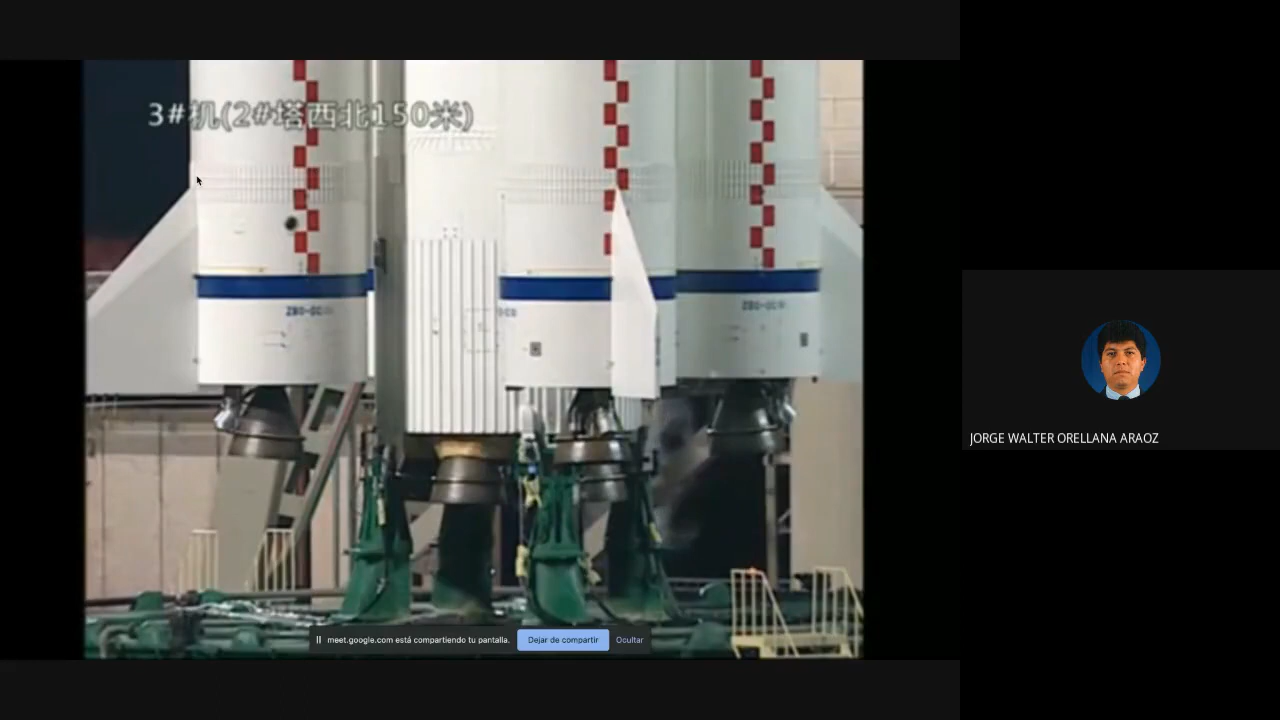 3#机(2#塔西北150米)
JORGE WALTER ORELLANA ARAOZ
meet.google.com está compartiendo tu pantalla.
Dejar de compartir
Ocultar